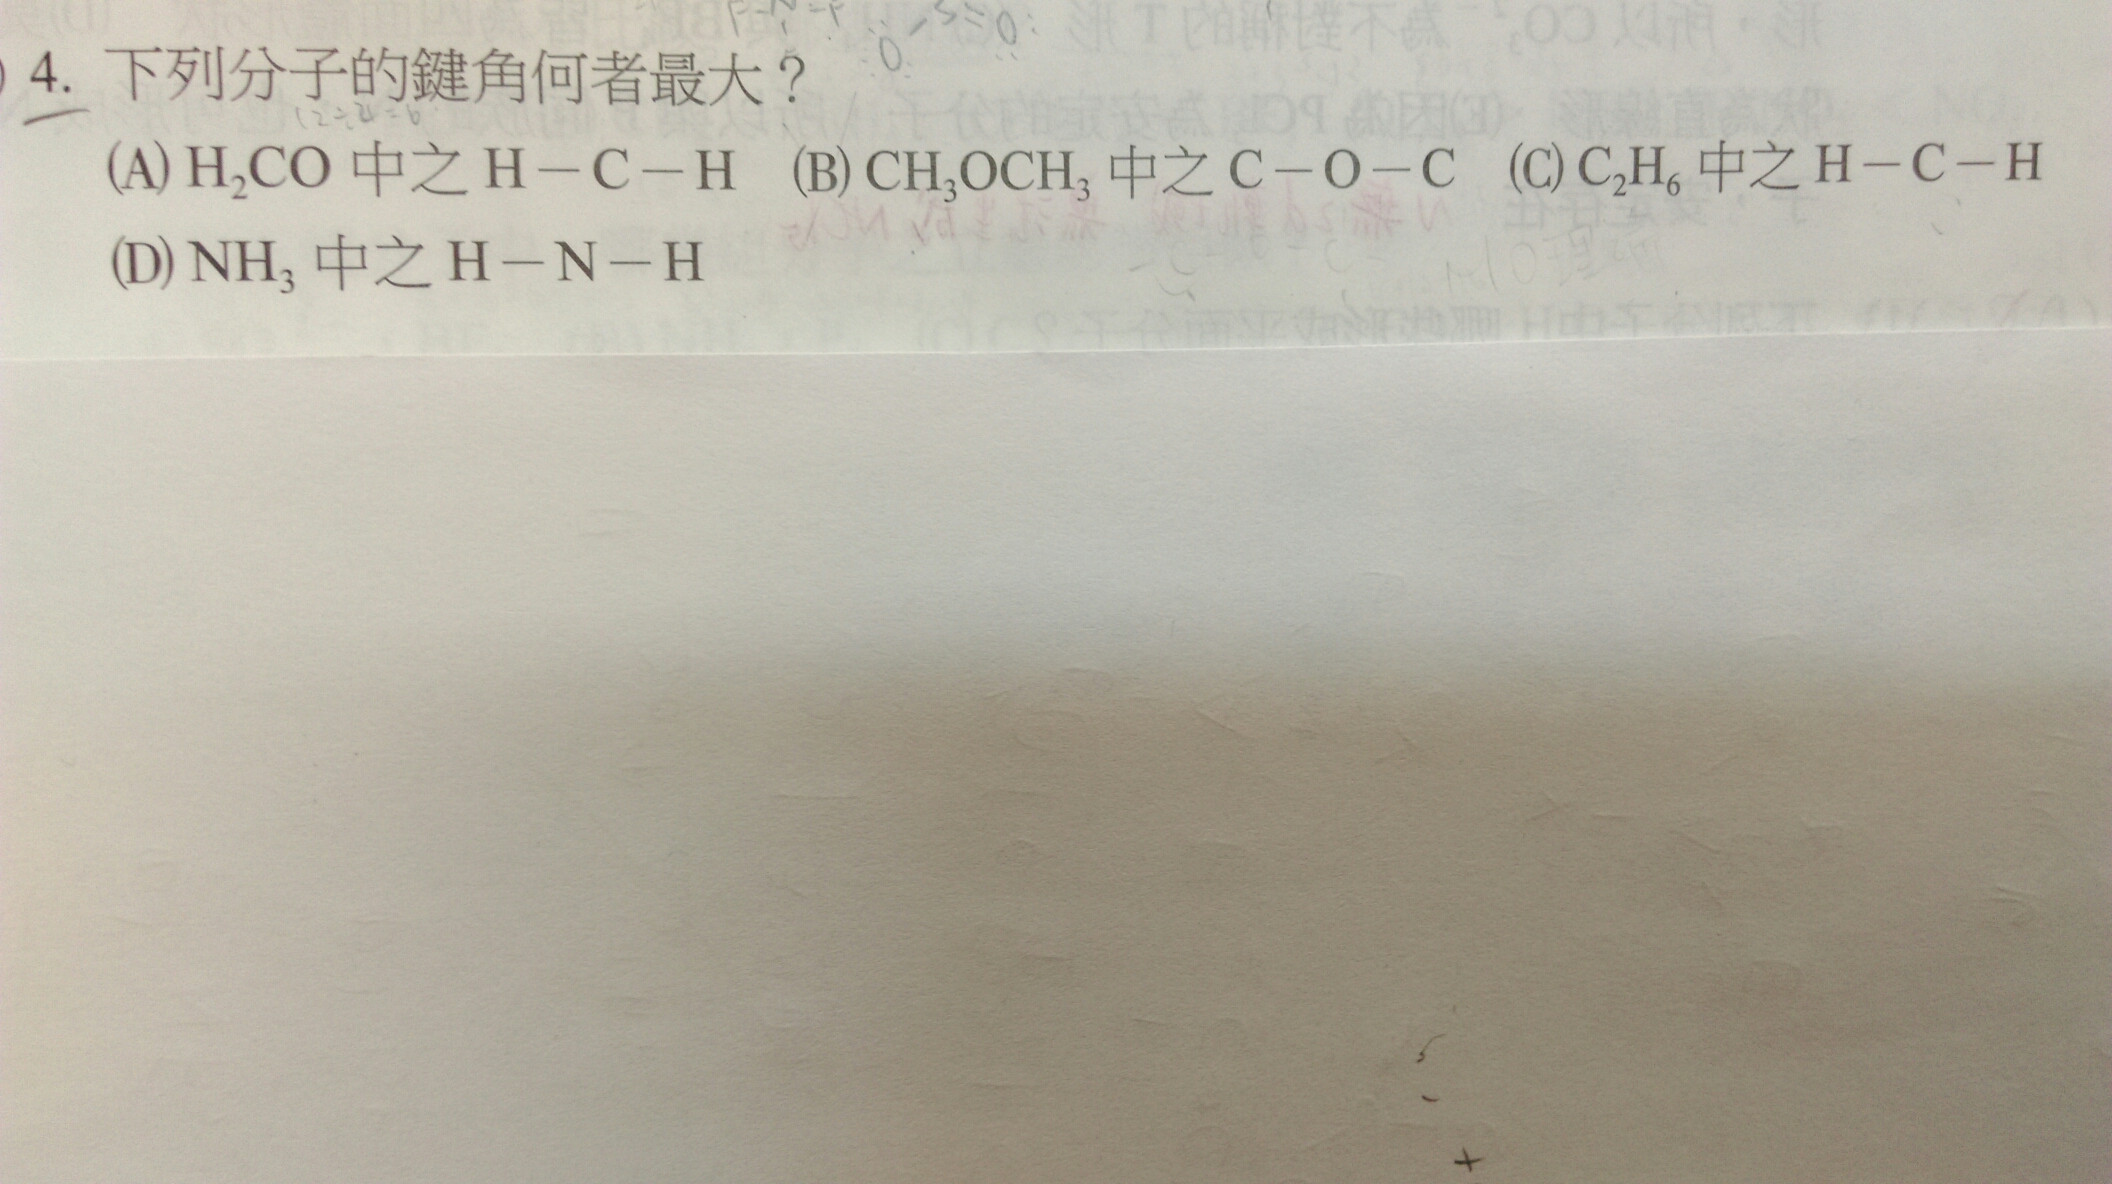 4. 下列分子的鍵角何者最大？
(A) H₂CO 中之 H－C－H (B) CH₃OCH₃ 中之 C－O－C (C) C₂H₆ 中之 H－C－H
(D) NH₃ 中之 H－N－H